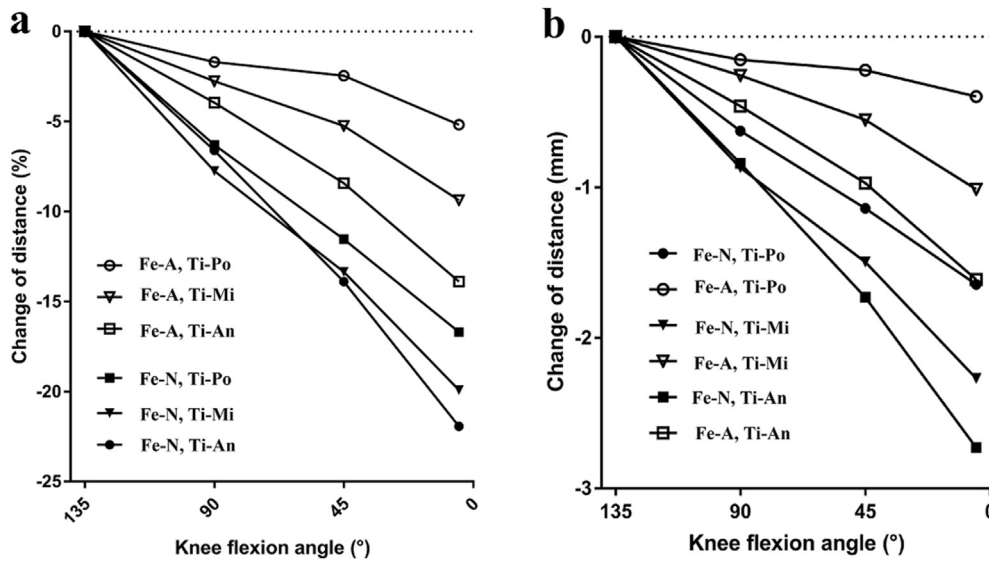 a
0
-5
-10
-15
-20
-25
Change of distance (%)
Fe-A, Ti-Po
Fe-A, Ti-Mi
Fe-A, Ti-An
Fe-N, Ti-Po
Fe-N, Ti-Mi
Fe-N, Ti-An
135
90
45
0
Knee flexion angle (°)
b
0
-1
-2
-3
Change of distance (mm)
Fe-N, Ti-Po
Fe-A, Ti-Po
Fe-N, Ti-Mi
Fe-A, Ti-Mi
Fe-N, Ti-An
Fe-A, Ti-An
135
90
45
0
Knee flexion angle (°)